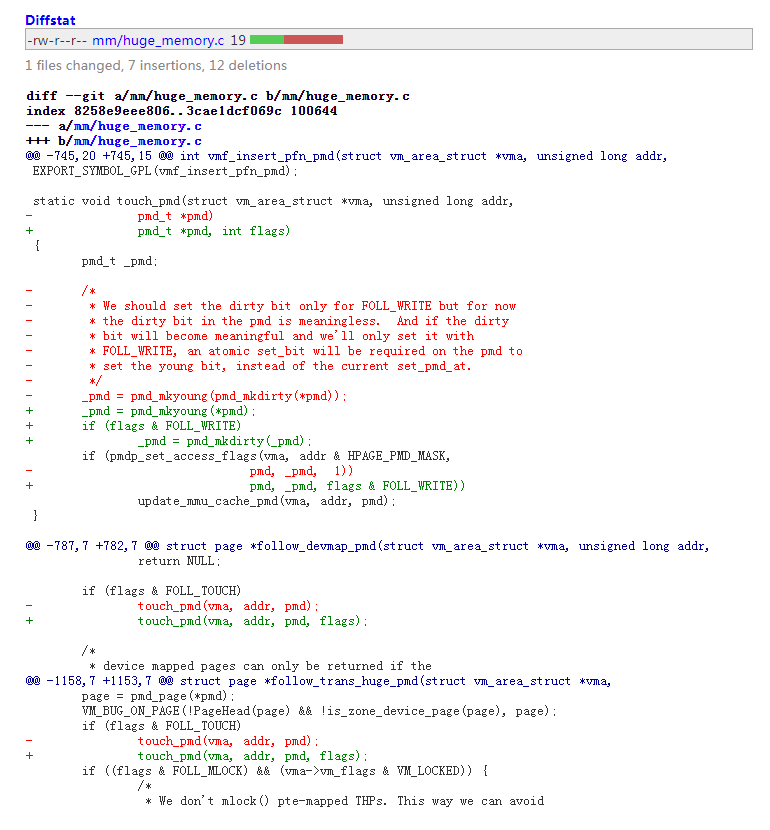 Diffstat
-rw-r--r-- mm/huge_memory.c 19
1 files changed, 7 insertions, 12 deletions
diff --git a/mm/huge_memory.c b/mm/huge_memory.c
index 8258e9eee806..3cae1dcf069c 100644
--- a/mm/huge_memory.c
+++ b/mm/huge_memory.c
@@ -745,20 +745,15 @@ int vmf_insert_pfn_pmd(struct vm_area_struct *vma, unsigned long addr,
 EXPORT_SYMBOL_GPL(vmf_insert_pfn_pmd);
 static void touch_pmd(struct vm_area_struct *vma, unsigned long addr,
-		pmd_t *pmd)
+		pmd_t *pmd, int flags)
 {
 	pmd_t _pmd;
-	/*
-	 * We should set the dirty bit only for FOLL_WRITE but for now
-	 * the dirty bit in the pmd is meaningless.  And if the dirty
-	 * bit will become meaningful and we'll only set it with
-	 * FOLL_WRITE, an atomic set_bit will be required on the pmd to
-	 * set the young bit, instead of the current set_pmd_at.
-	 */
-	_pmd = pmd_mkyoung(pmd_mkdirty(*pmd));
+	_pmd = pmd_mkyoung(*pmd);
+	if (flags & FOLL_WRITE)
+		_pmd = pmd_mkdirty(_pmd);
 	if (pmdp_set_access_flags(vma, addr & HPAGE_PMD_MASK,
-				pmd, _pmd,  1))
+				pmd, _pmd, flags & FOLL_WRITE))
 		update_mmu_cache_pmd(vma, addr, pmd);
 }
@@ -787,7 +782,7 @@ struct page *follow_devmap_pmd(struct vm_area_struct *vma, unsigned long addr,
 		return NULL;
 	if (flags & FOLL_TOUCH)
-		touch_pmd(vma, addr, pmd);
+		touch_pmd(vma, addr, pmd, flags);
 	/*
 	 * device mapped pages can only be returned if the
@@ -1158,7 +1153,7 @@ struct page *follow_trans_huge_pmd(struct vm_area_struct *vma,
 	page = pmd_page(*pmd);
 	VM_BUG_ON_PAGE(!PageHead(page) && !is_zone_device_page(page), page);
 	if (flags & FOLL_TOUCH)
-		touch_pmd(vma, addr, pmd);
+		touch_pmd(vma, addr, pmd, flags);
 	if ((flags & FOLL_MLOCK) && (vma->vm_flags & VM_LOCKED)) {
 		/*
 		 * We don't mlock() pte-mapped THPs. This way we can avoid